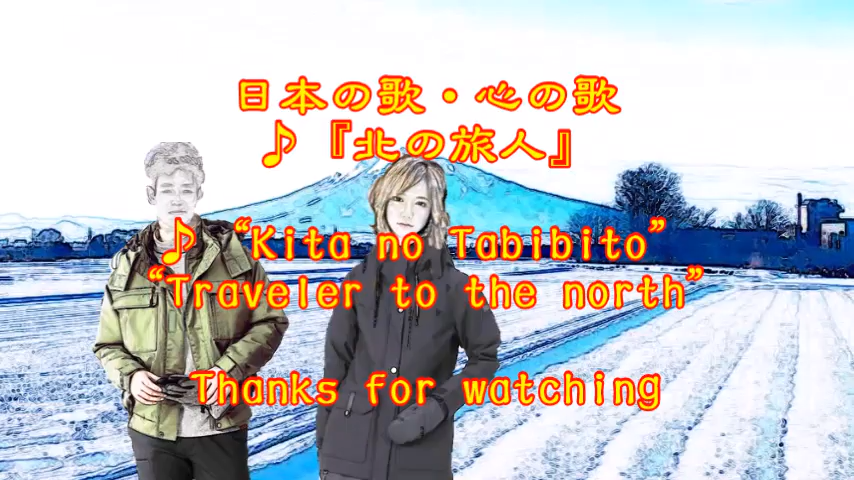 日本の歌・心の歌
♪『北の旅人』
♪ “Kita no Tabibito”
“Traveler to the north”
Thanks for watching